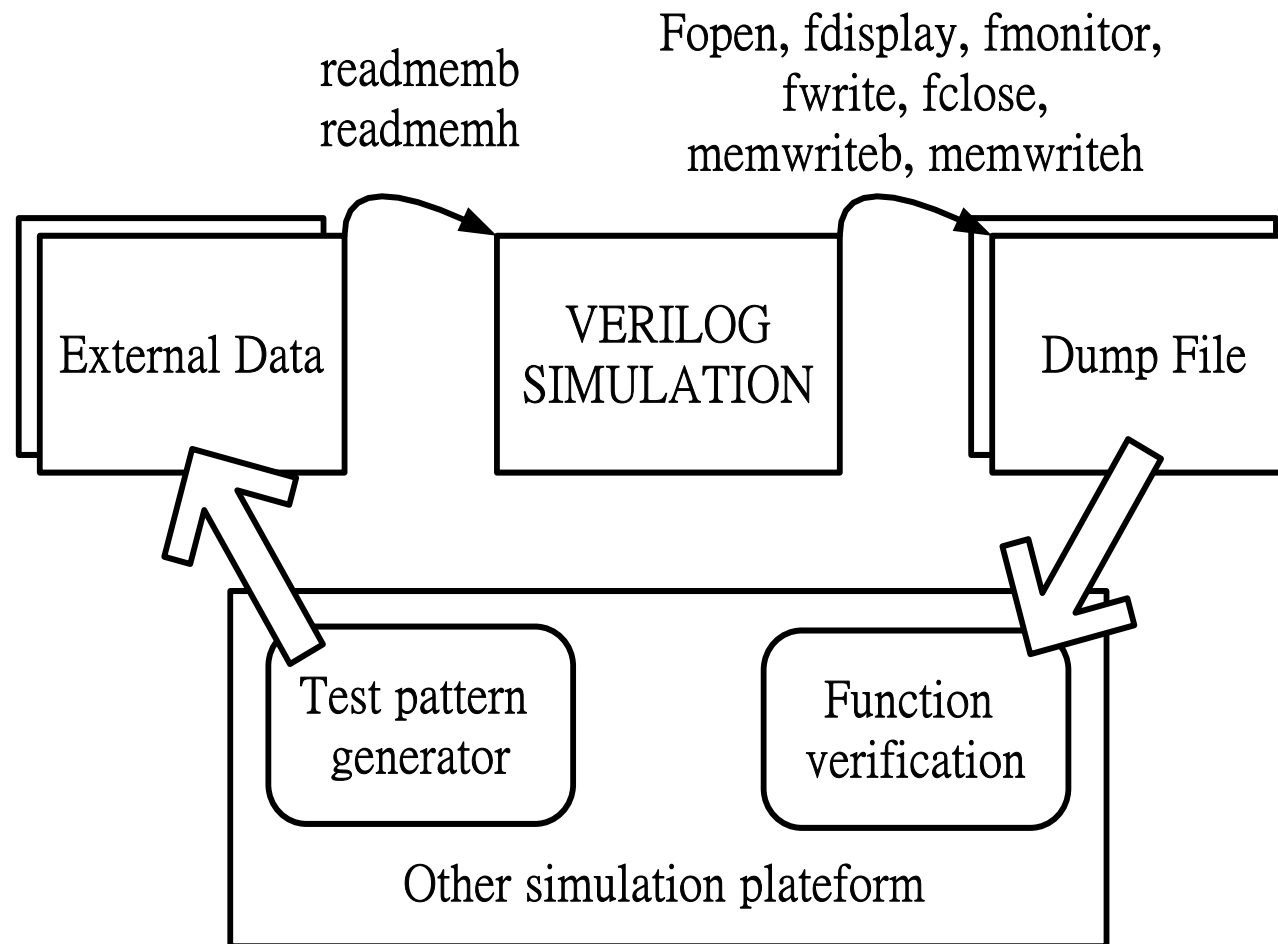 readmemb
readmemh
Fopen, fdisplay, fmonitor,
fwrite, fclose,
memwriteb, memwriteh
External Data
VERILOG
SIMULATION
Dump File
Test pattern
generator
Function
verification
Other simulation plateform